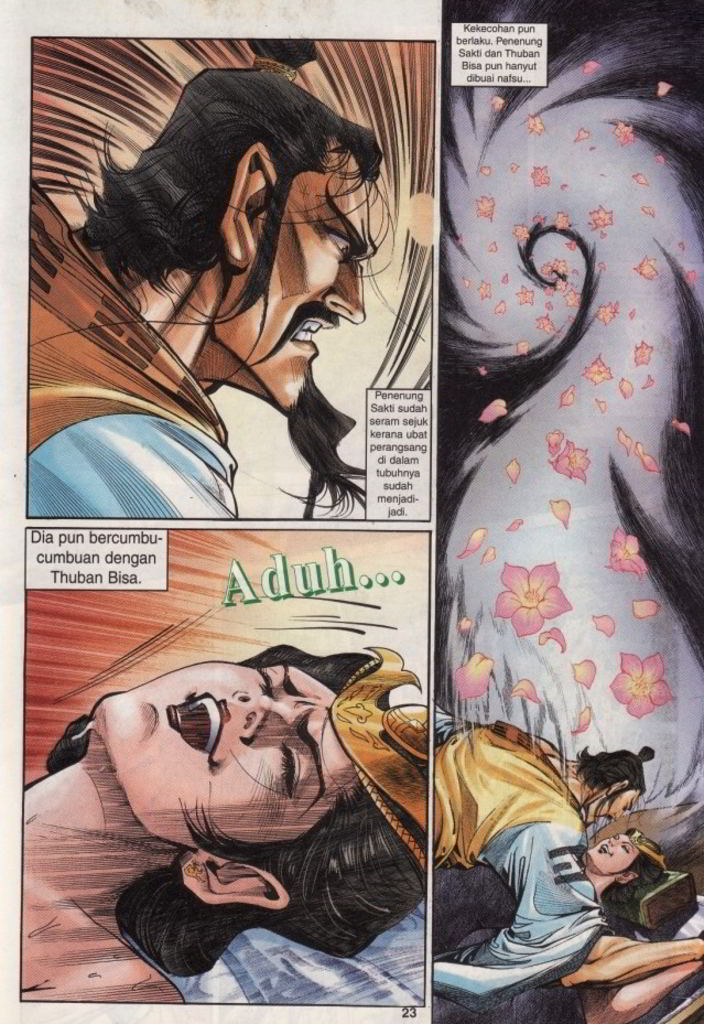 Penenung
Sakti sudah
seram sejuk
kerana ubat
perangsang
di dalam
tubuhnya
sudah
menjadi-
jadi.
Dia pun bercumbu-
cumbuan dengan
Thuban Bisa.
Aduh...
Kekecohan pun
berlaku. Penenung
Sakti dan Thuban
Bisa pun hanyut
dibuai nafsu...
23